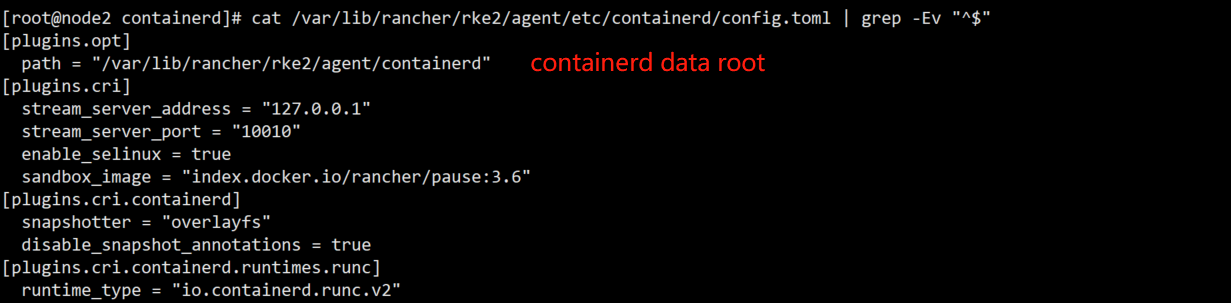 [root@node2 containerd]# cat /var/lib/rancher/rke2/agent/etc/containerd/config.toml | grep -Ev "^$"
[plugins.opt]
  path = "/var/lib/rancher/rke2/agent/containerd" containerd data root
[plugins.cri]
  stream_server_address = "127.0.0.1"
  stream_server_port = "10010"
  enable_selinux = true
  sandbox_image = "index.docker.io/rancher/pause:3.6"
[plugins.cri.containerd]
  snapshotter = "overlayfs"
  disable_snapshot_annotations = true
[plugins.cri.containerd.runtimes.runc]
  runtime_type = "io.containerd.runc.v2"